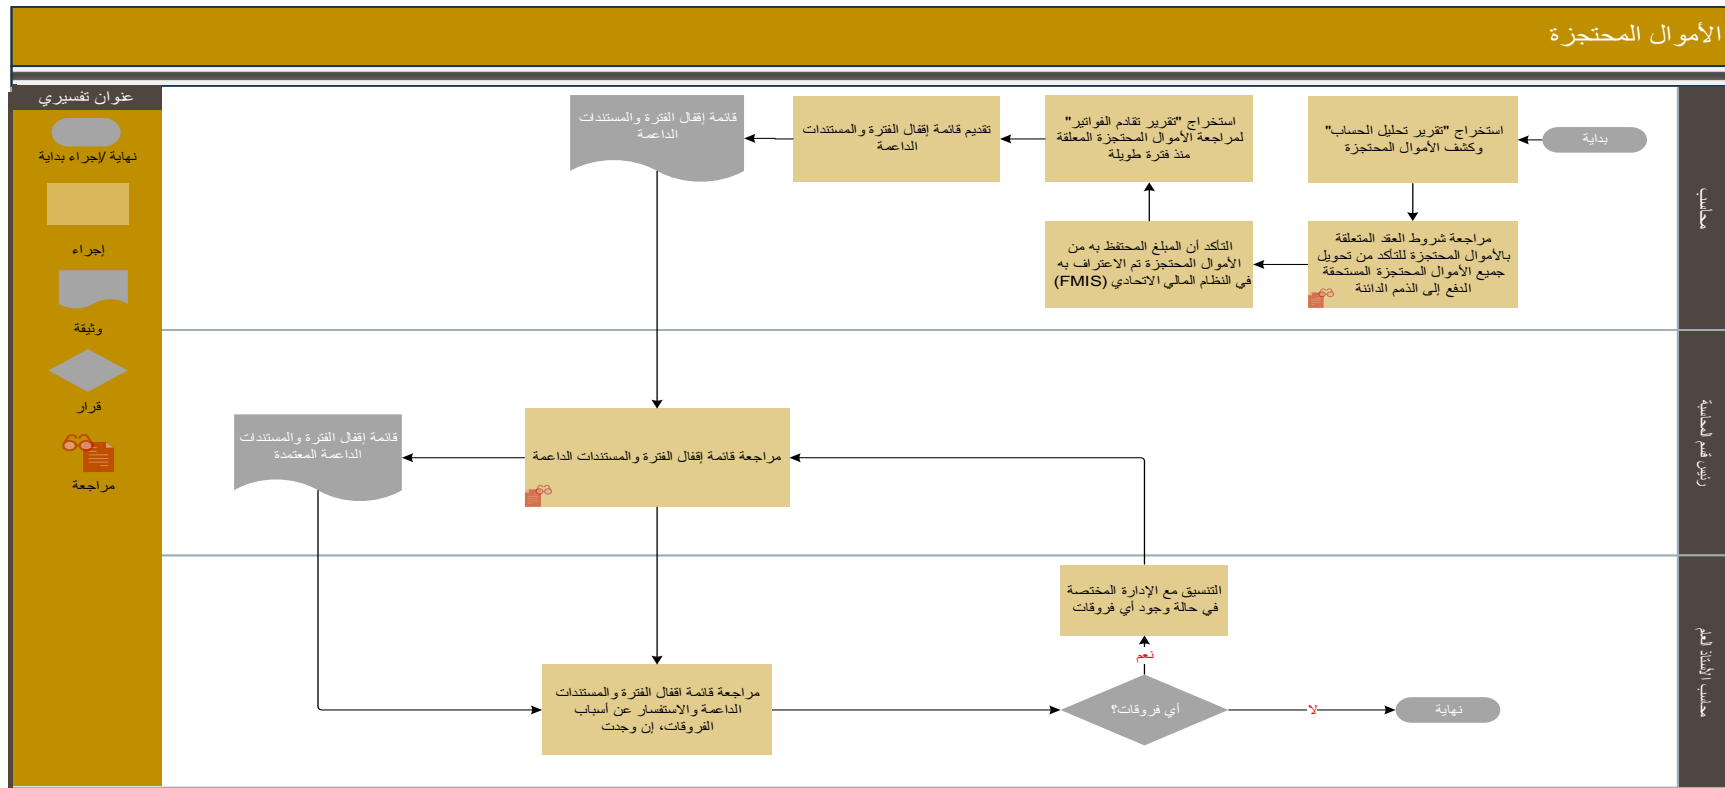 الأموال المحتجزة
عنوان تفسيري
نهاية /إجراء بداية
إجراء
وثيقة
قرار
مراجعة
محاسب
بداية
استخراج "تقرير تحليل الحساب"
وكشف الأموال المحتجزة
مراجعة شروط العقد المتعلقة
بالأموال المحتجزة للتأكد من تحويل
جميع الأموال المحتجزة المستحقة
الدفع إلى الذمم الدائنة
التأكد أن المبلغ المحتفظ به من
الأموال المحتجزة تم الاعتراف به
في النظام المالي الاتحادي (FMIS)
استخراج "تقرير تقادم الفواتير"
لمراجعة الأموال المحتجزة المعلقة
منذ فترة طويلة
تقديم قائمة إقفال الفترة والمستندات
الداعمة
قائمة إقفال الفترة والمستندات
الداعمة
رئيس قسم المحاسبة
مراجعة قائمة إقفال الفترة والمستندات الداعمة
قائمة إقفال الفترة والمستندات
الداعمة المعتمدة
محاسب الأستاذ العام
مراجعة قائمة اقفال الفترة والمستندات
الداعمة والاستفسار عن أسباب
الفروقات، إن وجدت
أي فروقات؟
نعم
التنسيق مع الإدارة المختصة
في حالة وجود أي فروقات
لا
نهاية